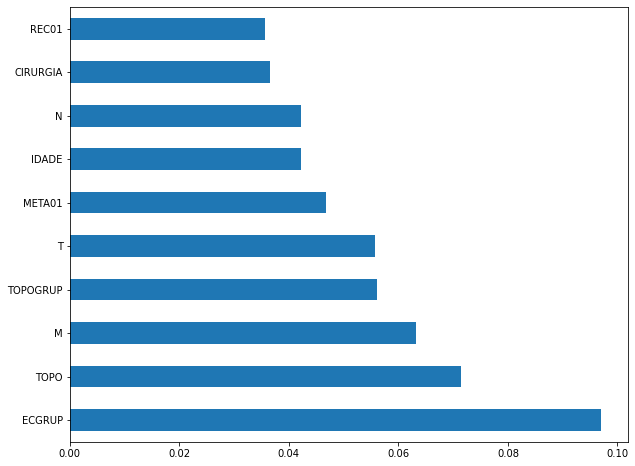 REC01
CIRURGIA
N
IDADE
META01
T
TOPOGRUP
M
TOPO
ECGRUP
0.00 0.02 0.04 0.06 0.08 0.10